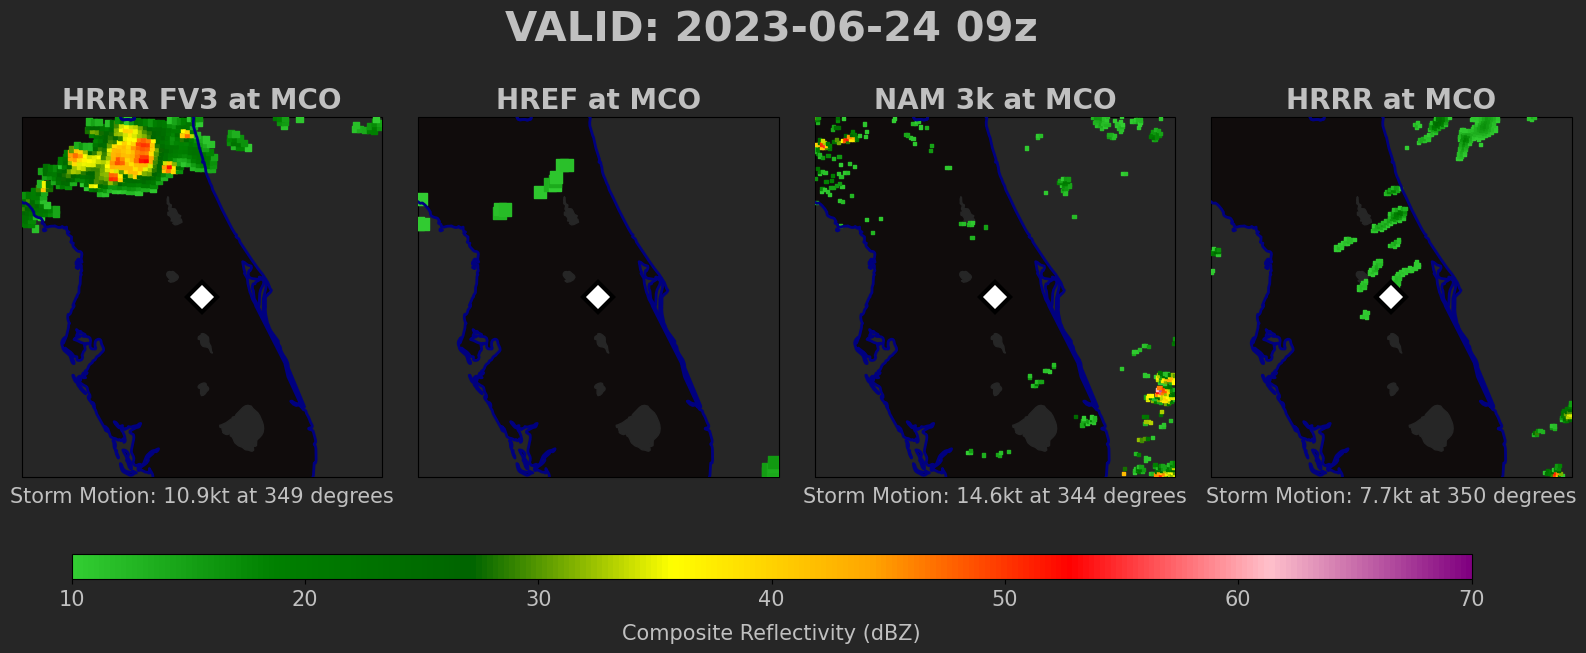 VALID: 2023-06-24 09z
HRRR FV3 at MCO
HREF at MCO
NAM 3k at MCO
HRRR at MCO
Storm Motion: 10.9kt at 349 degrees
Storm Motion: 14.6kt at 344 degrees
Storm Motion: 7.7kt at 350 degrees
10 20 30 40 50 60 70
Composite Reflectivity (dBZ)